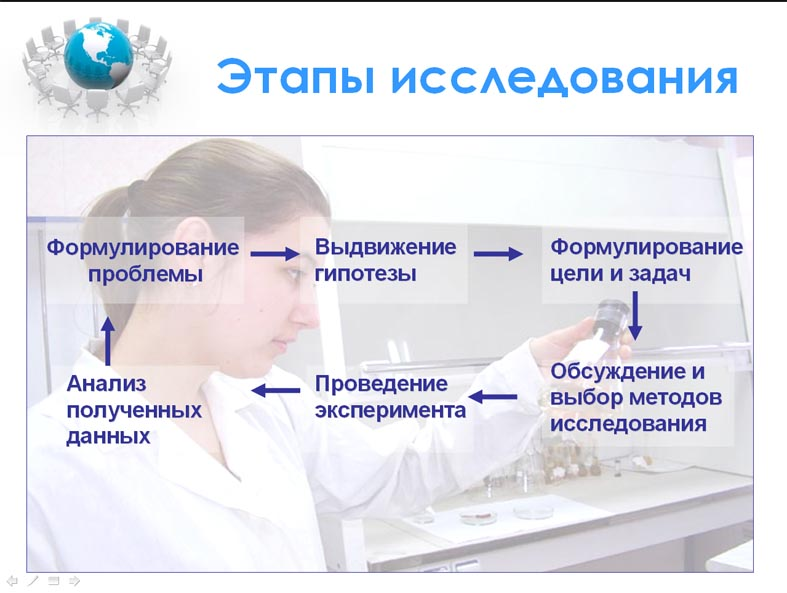 Этапы исследования
Формулирование
проблемы
Выдвижение
гипотезы
Формулирование
цели и задач
Обсуждение и
выбор методов
исследования
Проведение
эксперимента
Анализ
полученных
данных